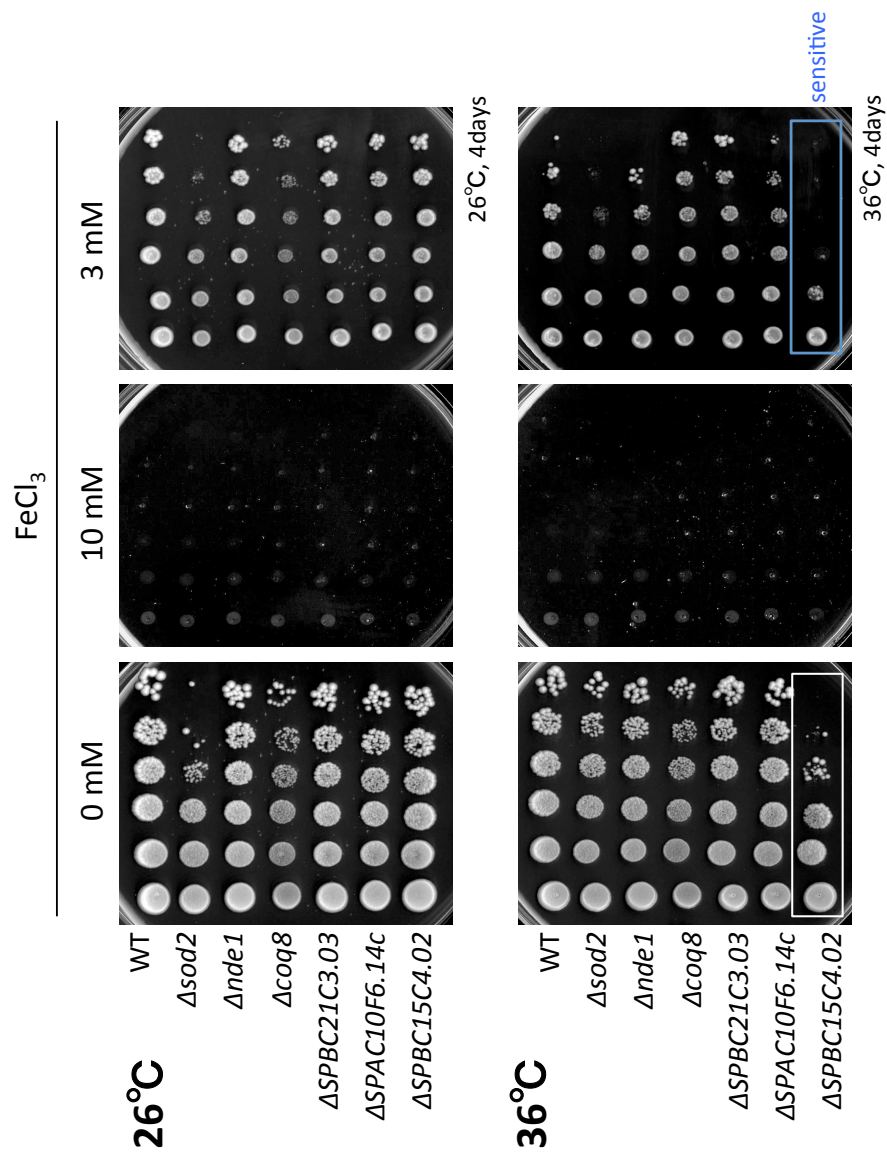 FeCl3
0 mM
10 mM
3 mM
26°C
WT
Δsod2
Δnde1
Δcoq8
ΔSPBC21C3.03
ΔSPAC10F6.14c
ΔSPBC15C4.02
26°C, 4days
36°C
WT
Δsod2
Δnde1
Δcoq8
ΔSPBC21C3.03
ΔSPAC10F6.14c
ΔSPBC15C4.02
sensitive
36°C, 4days